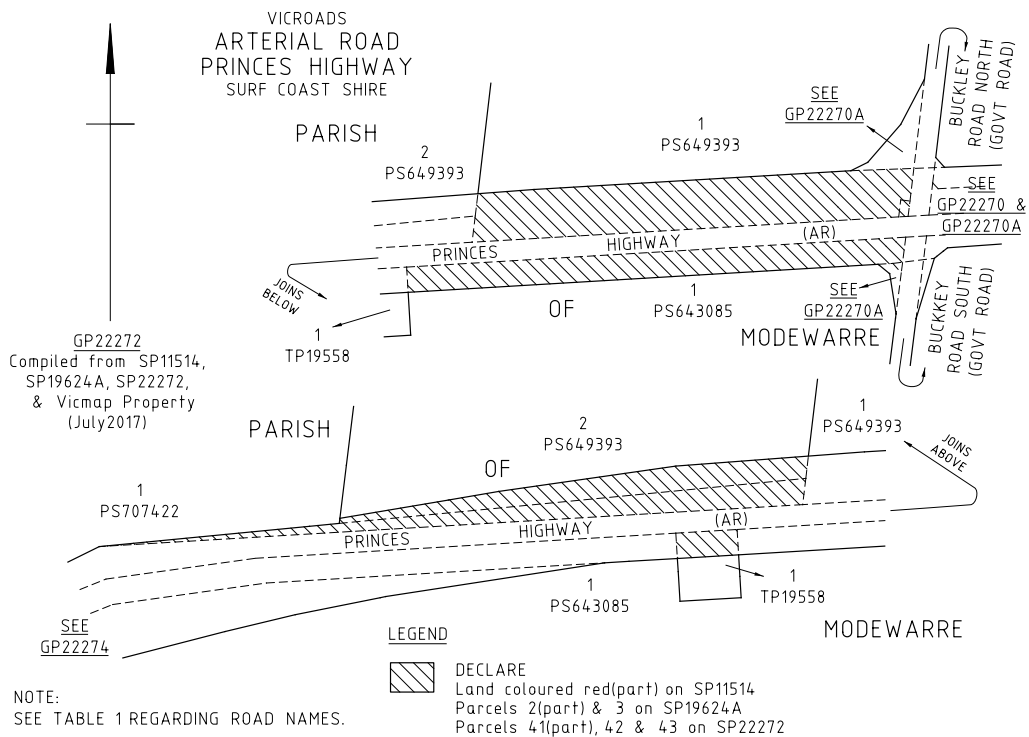 VICROADS
ARTERIAL ROAD
PRINCES HIGHWAY
SURF COAST SHIRE
PARISH
2
PS649393
1
PS649393
SEE
GP22270A
BUCKLEY
ROAD NORTH
(GOVT ROAD)
SEE
GP22270 &
GP22270A
PRINCES HIGHWAY (AR)
JOINS
BELOW
1
TP19558
OF
1
PS643085
SEE
GP22270A
MODEWARRE
BUCKKEY
ROAD SOUTH
(GOVT ROAD)
GP22272
Compiled from SP11514,
SP19624A, SP22272,
& Vicmap Property
(July2017)
PARISH
OF
2
PS649393
1
PS649393
JOINS
ABOVE
1
PS707422
PRINCES HIGHWAY (AR)
1
PS643085
1
TP19558
MODEWARRE
SEE
GP22274
LEGEND
DECLARE
Land coloured red(part) on SP11514
Parcels 2(part) & 3 on SP19624A
Parcels 41(part), 42 & 43 on SP22272
NOTE:
SEE TABLE 1 REGARDING ROAD NAMES.